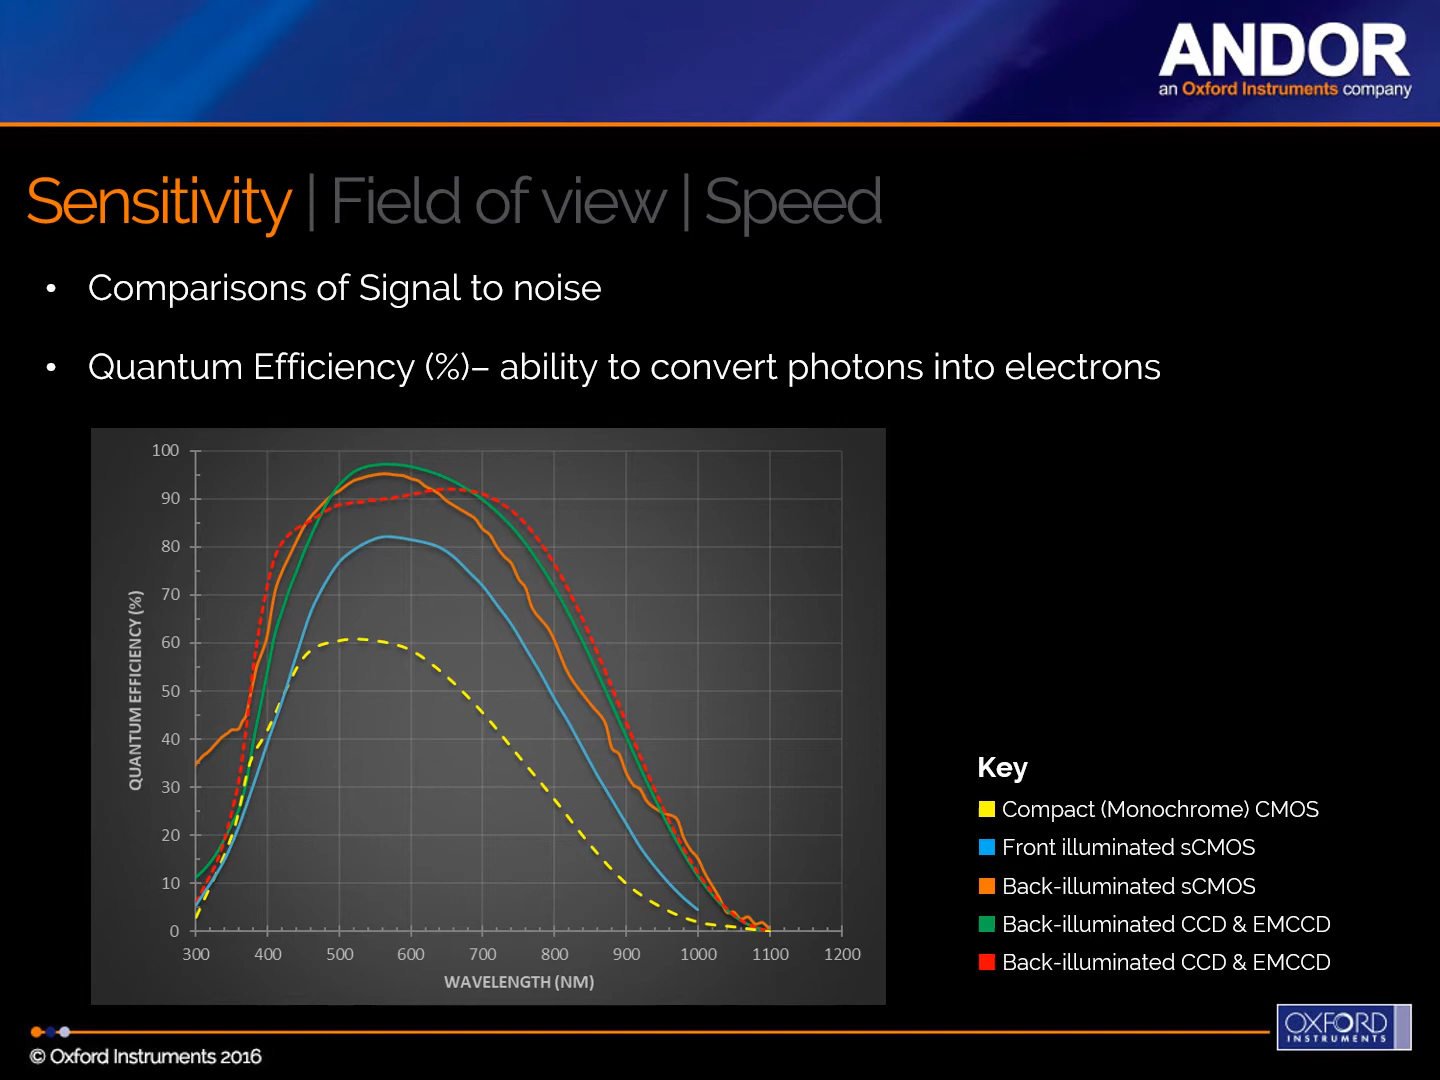 ANDOR
an Oxford Instruments company
Sensitivity | Field of view | Speed
• Comparisons of Signal to noise
• Quantum Efficiency (%)– ability to convert photons into electrons
100
90
80
70
60
50
40
30
20
10
0
QUANTUM EFFICIENCY (%)
300 400 500 600 700 800 900 1000 1100 1200
WAVELENGTH (NM)
Key
Compact (Monochrome) CMOS
Front illuminated sCMOS
Back-illuminated sCMOS
Back-illuminated CCD & EMCCD
Back-illuminated CCD & EMCCD
© Oxford Instruments 2016
OXFORD
INSTRUMENTS